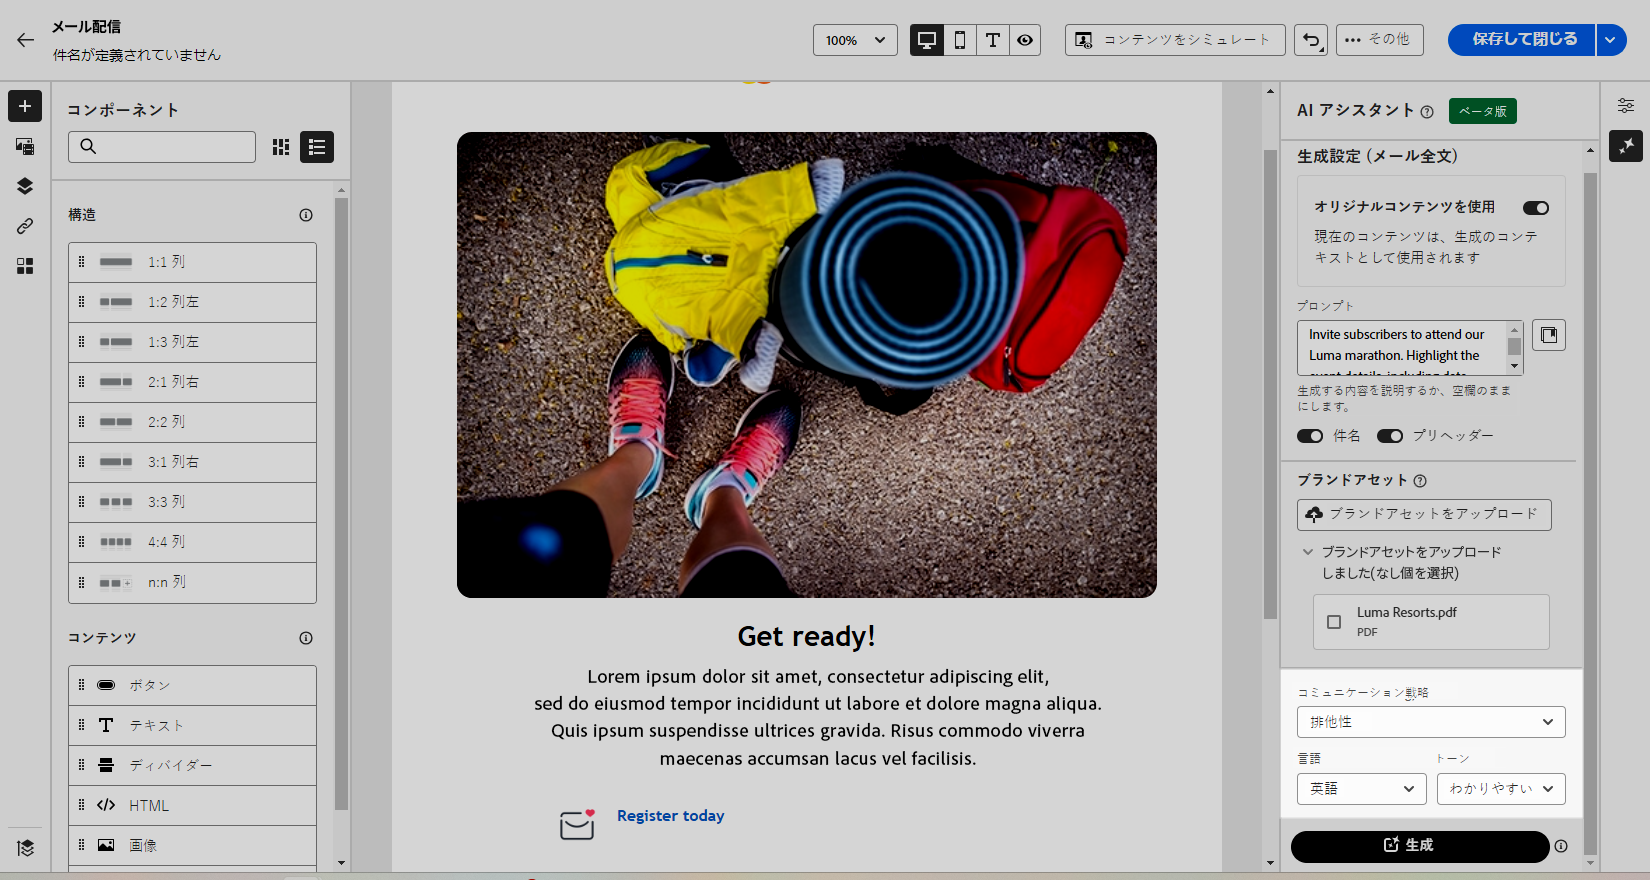 メール配信
件名が定義されていません
100%
コンテンツをシミュレート
その他
保存して閉じる
コンポーネント
構造
1:1 列
1:2 列左
1:3 列左
2:1 列右
2:2 列
3:1 列右
3:3 列
4:4 列
n:n 列
コンテンツ
ボタン
テキスト
ディバイダー
HTML
画像
Get ready!
Lorem ipsum dolor sit amet, consectetur adipiscing elit,
sed do eiusmod tempor incididunt ut labore et dolore magna aliqua.
Quis ipsum suspendisse ultrices gravida. Risus commodo viverra
maecenas accumsan lacus vel facilisis.
Register today
AI アシスタント
ベータ版
生成設定 (メール全文)
オリジナルコンテンツを使用
現在のコンテンツは、生成のコンテ
キストとして使用されます
プロンプト
Invite subscribers to attend our
Luma marathon. Highlight the
event details, including date,
生成する内容を説明するか、空欄のまま
にします。
件名
プリヘッダー
ブランドアセット
ブランドアセットをアップロード
ブランドアセットをアップロード
しました(なし個を選択)
Luma Resorts.pdf
PDF
コミュニケーション戦略
排他性
言語
トーン
英語
わかりやすい
生成